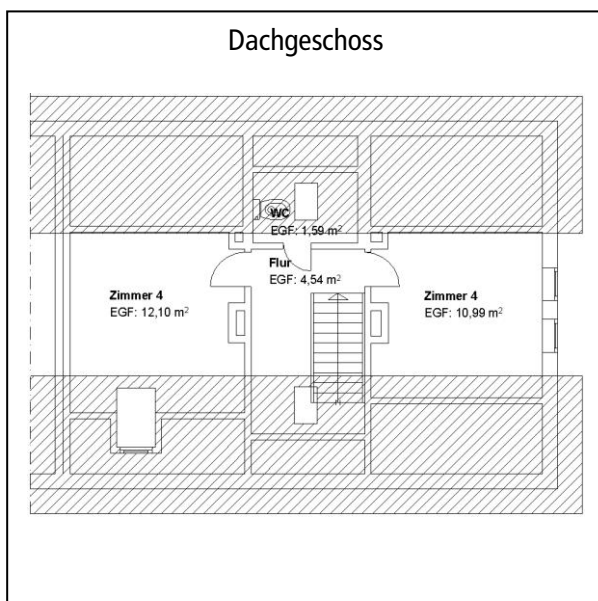 Dachgeschoss
WC
EGF: 1,59 m²
Flur
EGF: 4,54 m²
Zimmer 4
EGF: 12,10 m²
Zimmer 4
EGF: 10,99 m²